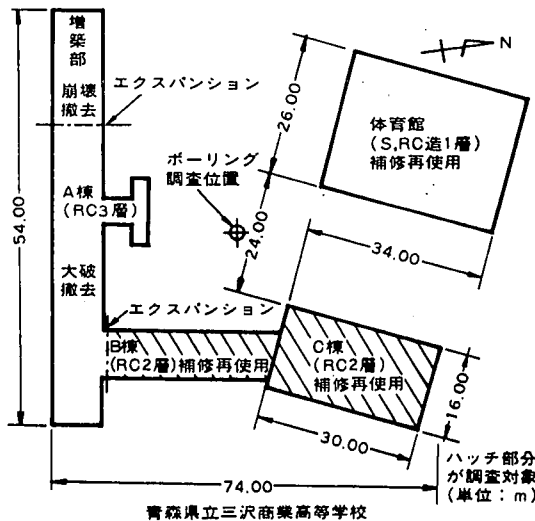 増
築
部
崩壊
撤去
エクスパンション
N
26.00
体育館
(S,RC造1層)
補修再使用
ボーリング
調査位置
A棟
(RC3層)
54.00
24.00
34.00
大破
撤去
エクスパンション
B棟
(RC2層)補修再使用
C棟
(RC2層)
補修再使用
16.00
30.00
74.00
ハッチ部分
が調査対象
(単位:m)
青森県立三沢商業高等学校